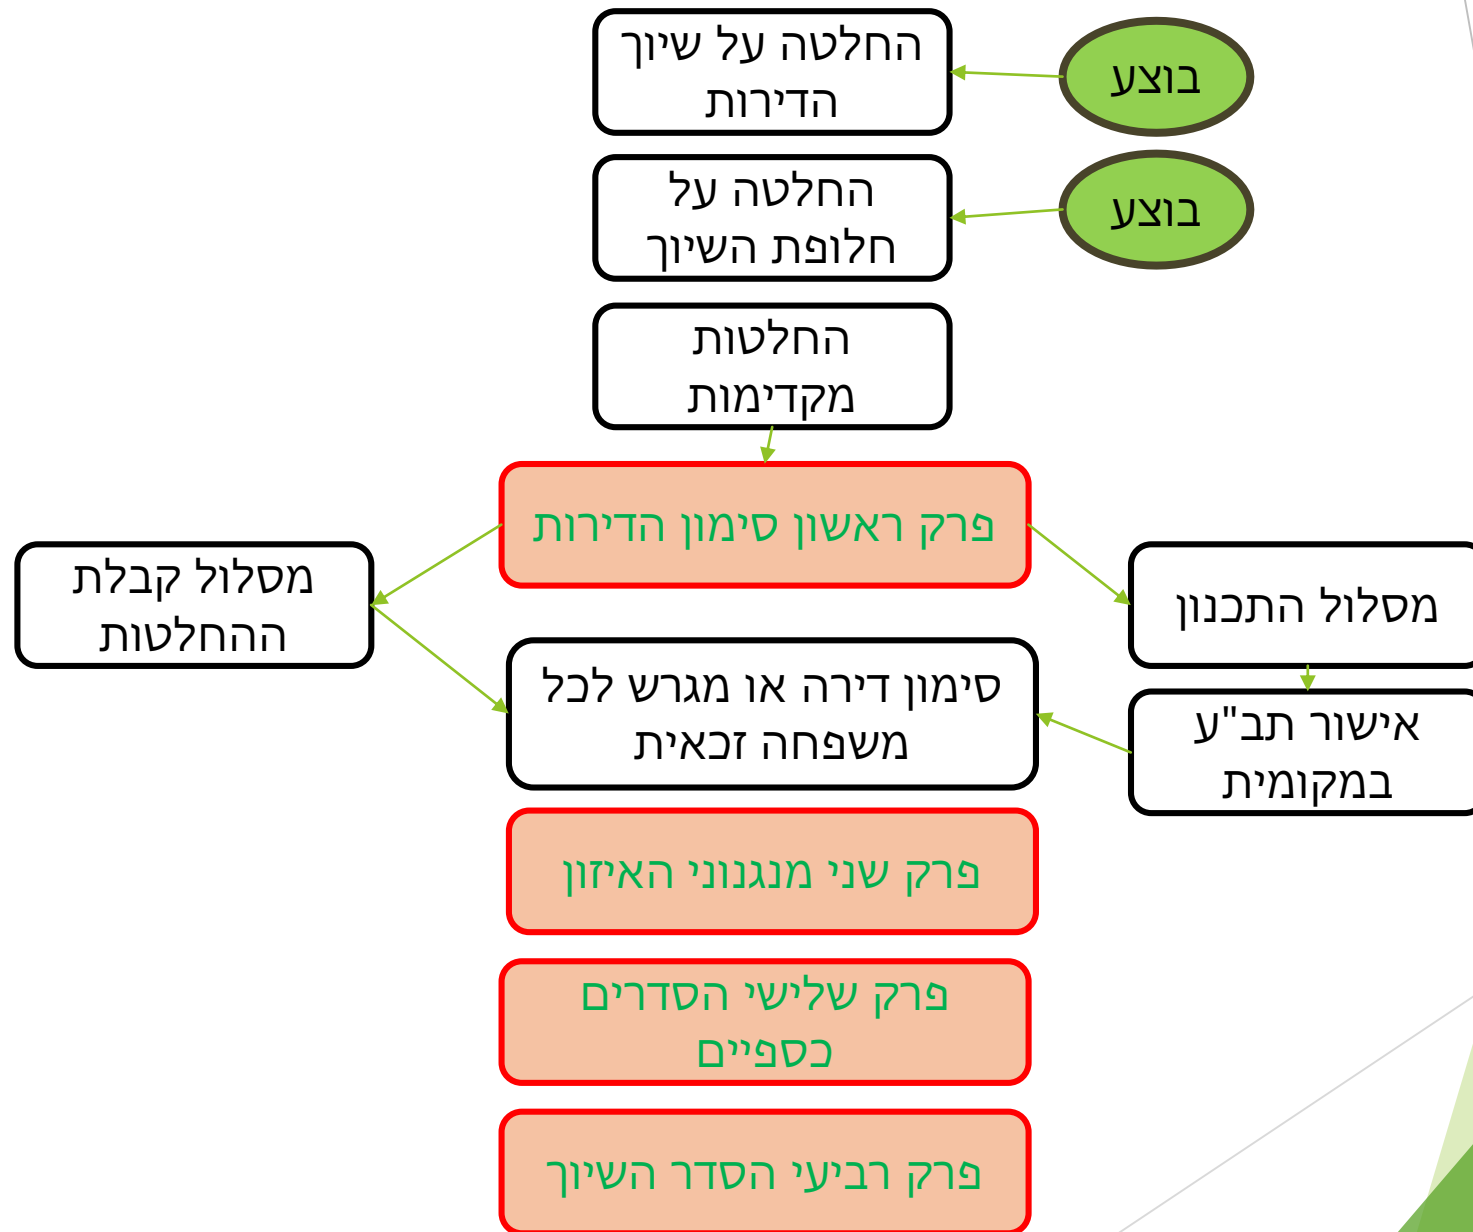 החלטה על שיוך
הדירות
בוצע
החלטה על
חלופת השיוך
בוצע
החלטות
מקדימות
פרק ראשון סימון הדירות
מסלול התכנון
מסלול קבלת
ההחלטות
סימון דירה או מגרש לכל
משפחה זכאית
אישור תב"ע
במקומית
פרק שני מנגנוני האיזון
פרק שלישי הסדרים
כספיים
פרק רביעי הסדר השיוך